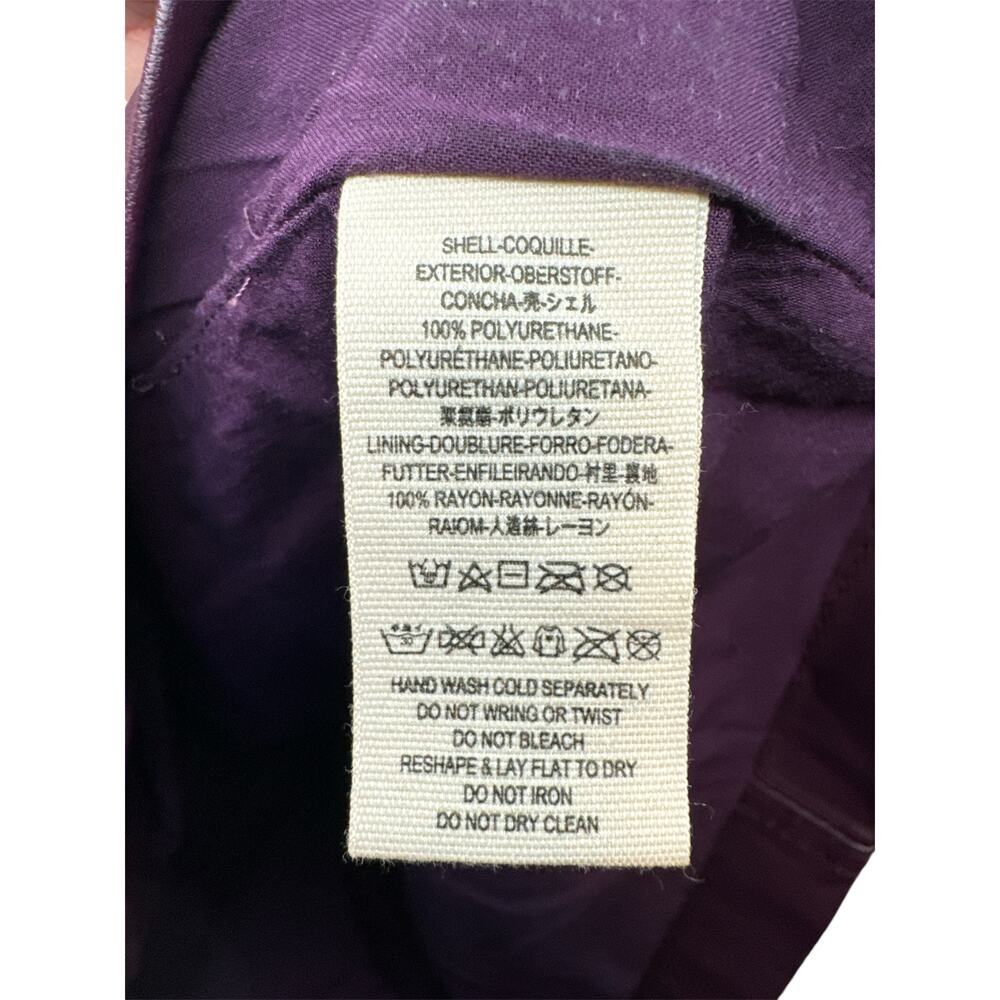 SHELL-COQUILLE-
EXTERIOR-OBERSTOFF-
CONCHA-売-シェル
100% POLYURETHANE-
POLYURÉTHANE-POLIURETANO-
POLYURETHAN-POLIURETANA-
聚氨酯-ポリウレタン
LINING-DOUBLURE-FORRO-FODERA-
FUTTER-ENFILEIRANDO-衬里-裏地
100% RAYON-RAYONNE-RAYÓN-
RAIOM-人造絲-レーヨン
30
HAND WASH COLD SEPARATELY
DO NOT WRING OR TWIST
DO NOT BLEACH
RESHAPE & LAY FLAT TO DRY
DO NOT IRON
DO NOT DRY CLEAN